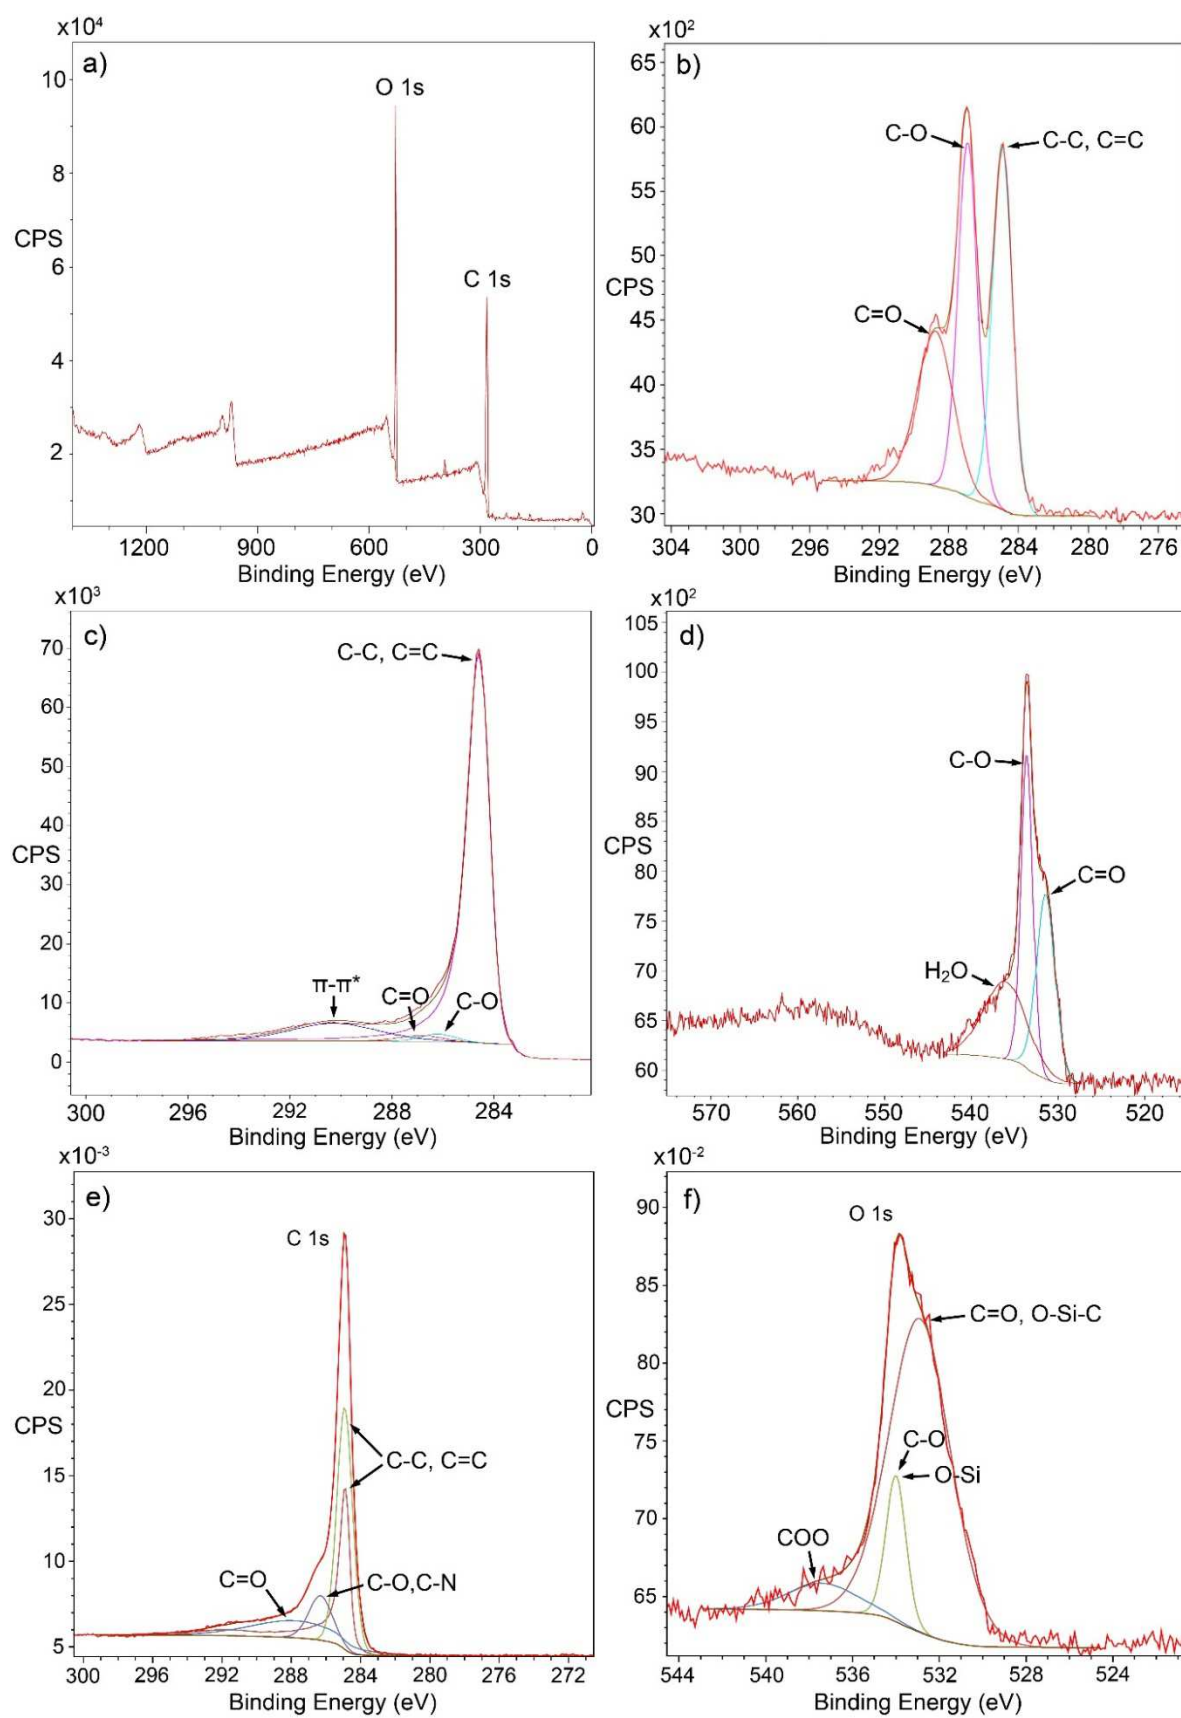 x10⁴
a)
O 1s
C 1s
10
8
CPS
6
4
2
1200
900
600
300
0
Binding Energy (eV)
x10²
b)
65
60
55
50
CPS
45
40
35
30
C-O
C-C, C=C
C=O
304
300
296
292
288
284
280
276
Binding Energy (eV)
x10³
c)
70
60
50
40
CPS
30
20
10
0
C-C, C=C
π-π*
C=O
C-O
300
296
292
288
284
Binding Energy (eV)
x10²
d)
105
100
95
90
85
CPS
80
75
70
65
60
C-O
C=O
H₂O
570
560
550
540
530
520
Binding Energy (eV)
x10⁻³
e)
C 1s
30
25
20
CPS
15
10
5
C-C, C=C
C=O
C-O,C-N
300
296
292
288
284
280
276
272
Binding Energy (eV)
x10⁻²
f)
O 1s
90
85
80
CPS
75
70
65
C=O, O-Si-C
C-O
O-Si
COO
544
540
536
532
528
524
Binding Energy (eV)